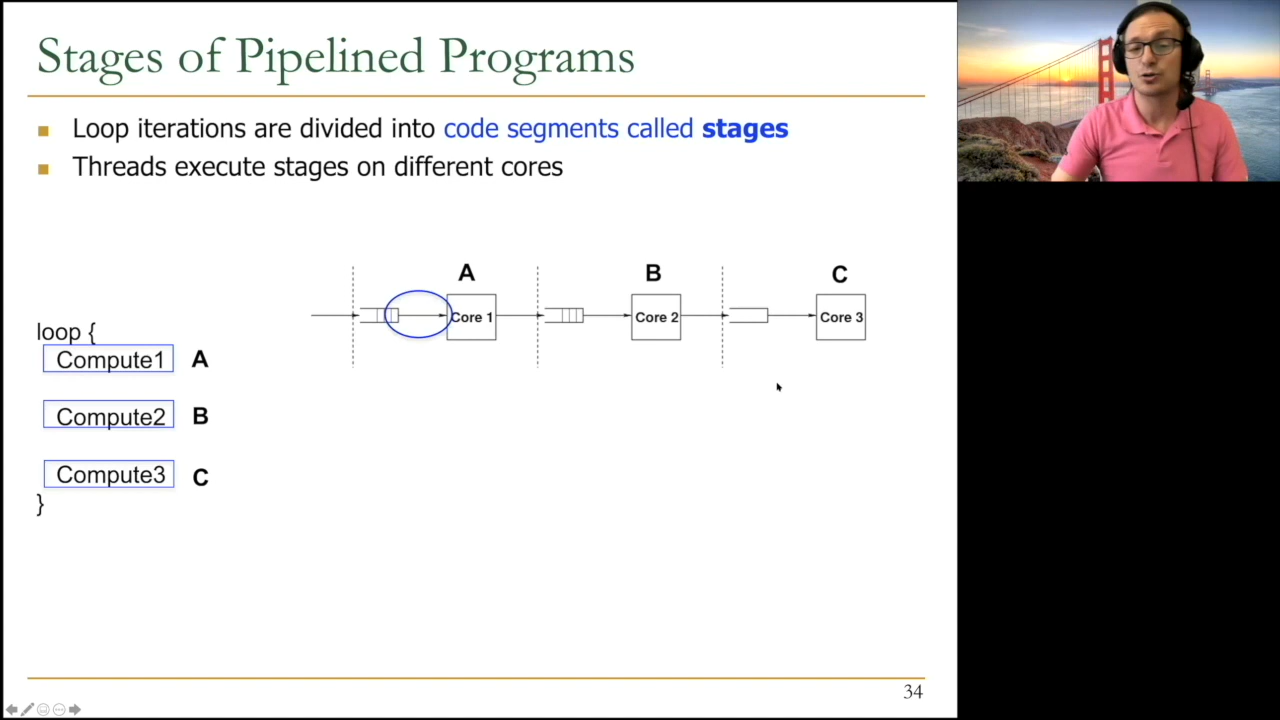 Stages of Pipelined Programs
Loop iterations are divided into code segments called stages
Threads execute stages on different cores
A B C
Core 1 Core 2 Core 3
loop {
Compute1 A
Compute2 B
Compute3 C
}
34